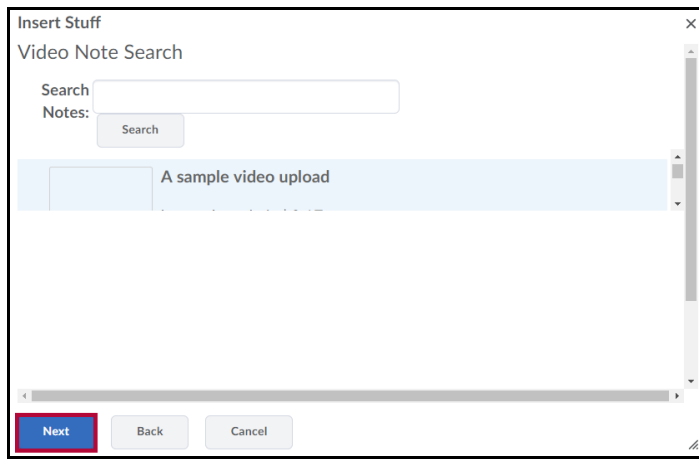 Insert Stuff
Video Note Search
Search
Notes:
Search
A sample video upload
Next
Back
Cancel